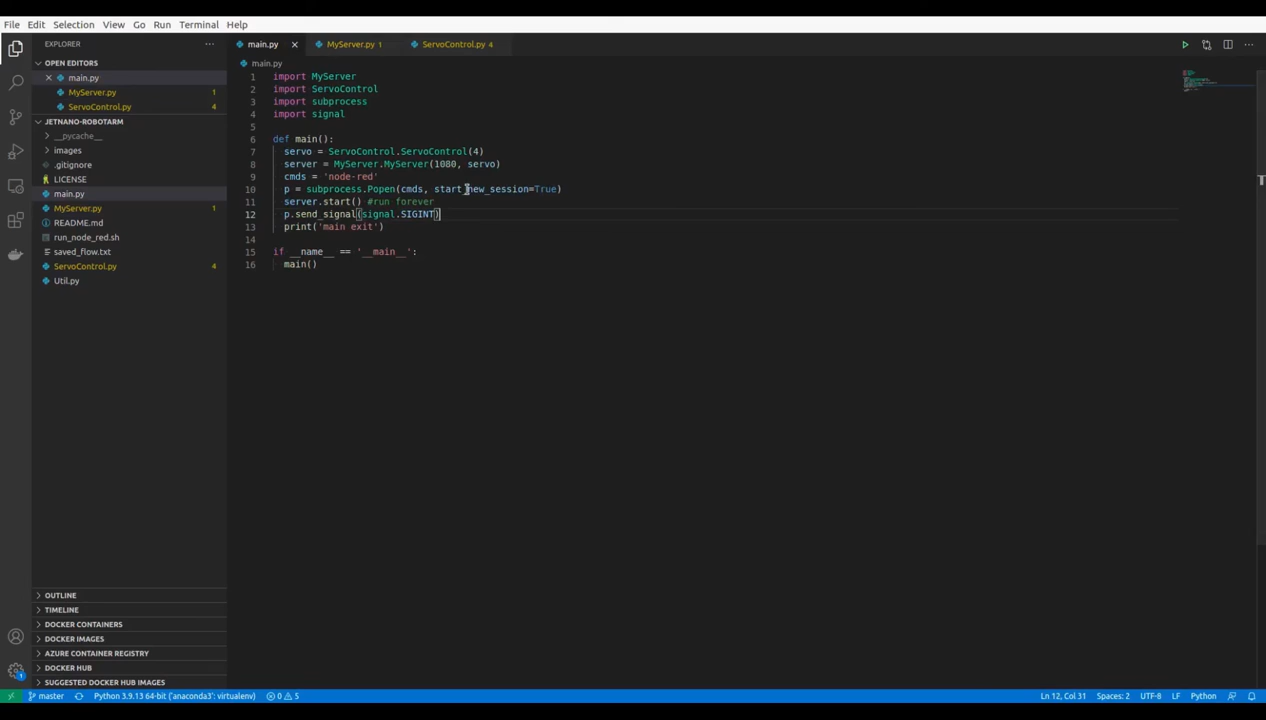 File Edit Selection View Go Run Terminal Help
EXPLORER
OPEN EDITORS
main.py
MyServer.py 1
ServoControl.py 4
JETNANO-ROBOTARM
__pycache__
images
.gitignore
LICENSE
main.py
MyServer.py 1
README.md
run_node_red.sh
saved_flow.txt
ServoControl.py 4
Util.py
OUTLINE
TIMELINE
DOCKER CONTAINERS
DOCKER IMAGES
AZURE CONTAINER REGISTRY
DOCKER HUB
SUGGESTED DOCKER HUB IMAGES
main.py MyServer.py 1 ServoControl.py 4
main.py
1 import MyServer
2 import ServoControl
3 import subprocess
4 import signal
5
6 def main():
7 servo = ServoControl.ServoControl(4)
8 server = MyServer.MyServer(1080, servo)
9 cmds = 'node-red'
10 p = subprocess.Popen(cmds, start_new_session=True)
11 server.start() #run forever
12 p.send_signal(signal.SIGINT)
13 print('main exit')
14
15 if __name__ == '__main__':
16 main()
1
master Python 3.9.13 64-bit ('anaconda3': virtualenv) 0 5 Ln 12, Col 31 Spaces: 2 UTF-8 LF Python